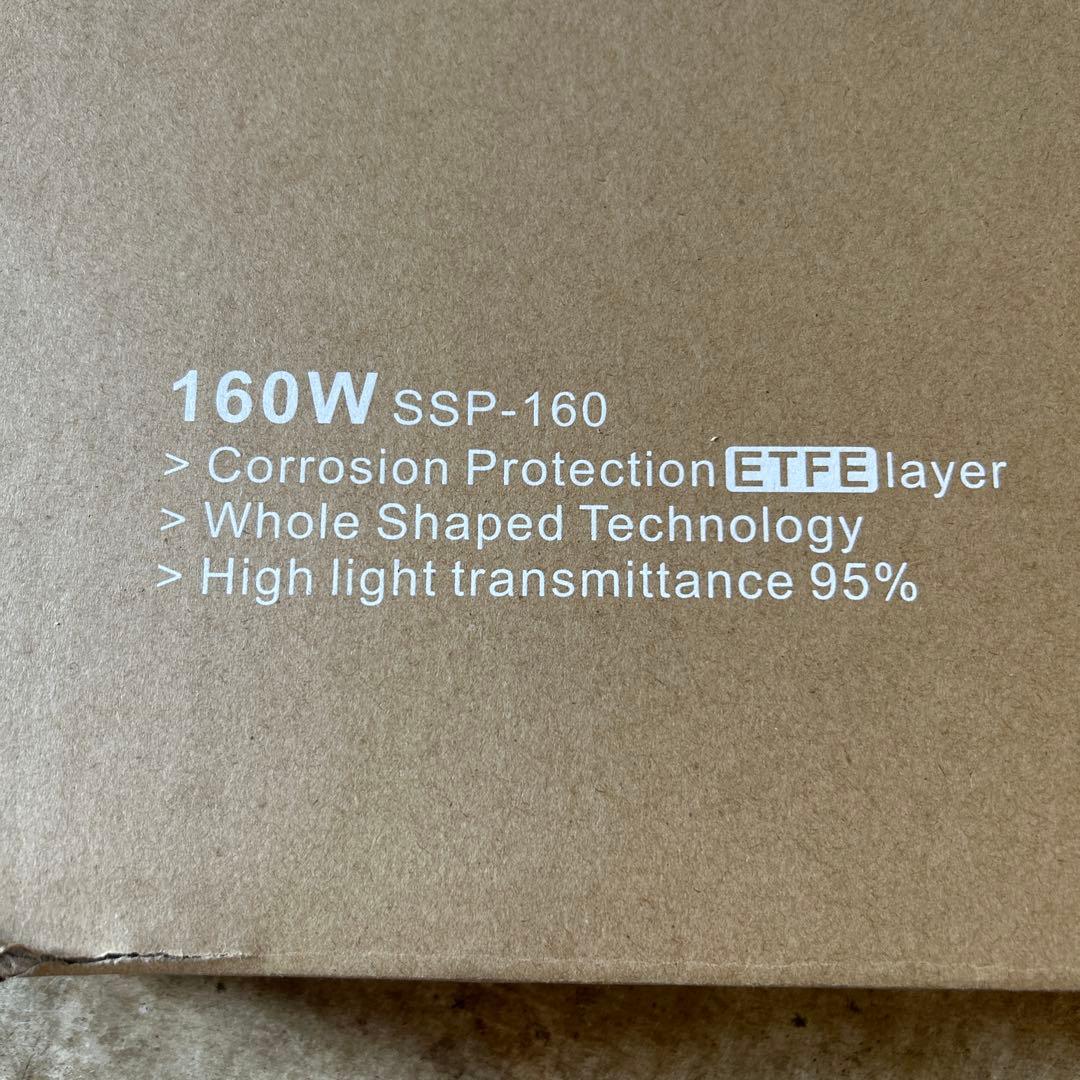 160W SSP-160
> Corrosion Protection ETFE layer
> Whole Shaped Technology
> High light transmittance 95%